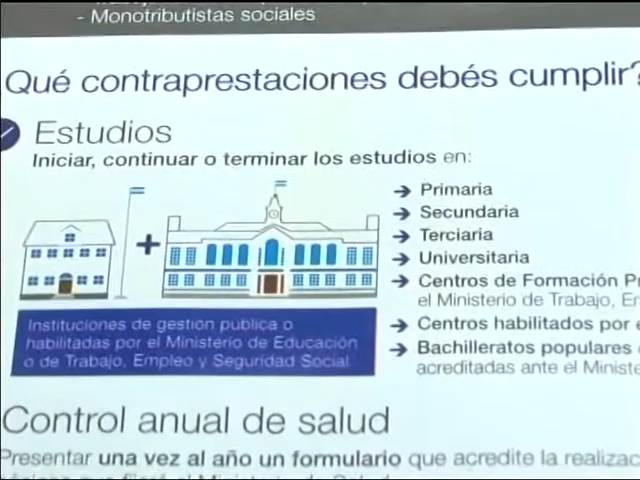 - Monotributistas sociales
Qué contraprestaciones debés cumplir?
Estudios
Iniciar, continuar o terminar los estudios en:
Primaria
Secundaria
Terciaria
Universitaria
Centros de Formación
el Ministerio de Trabajo,
Centros habilitados por
Bachilleratos populares
acreditadas ante el
+
Instituciones de gestión publica o
habilitadas por el Ministerio de Educación
o de Trabajo, Empleo y Seguridad Social.
Control anual de salud
Presentar una vez al año un formulario que acredite la